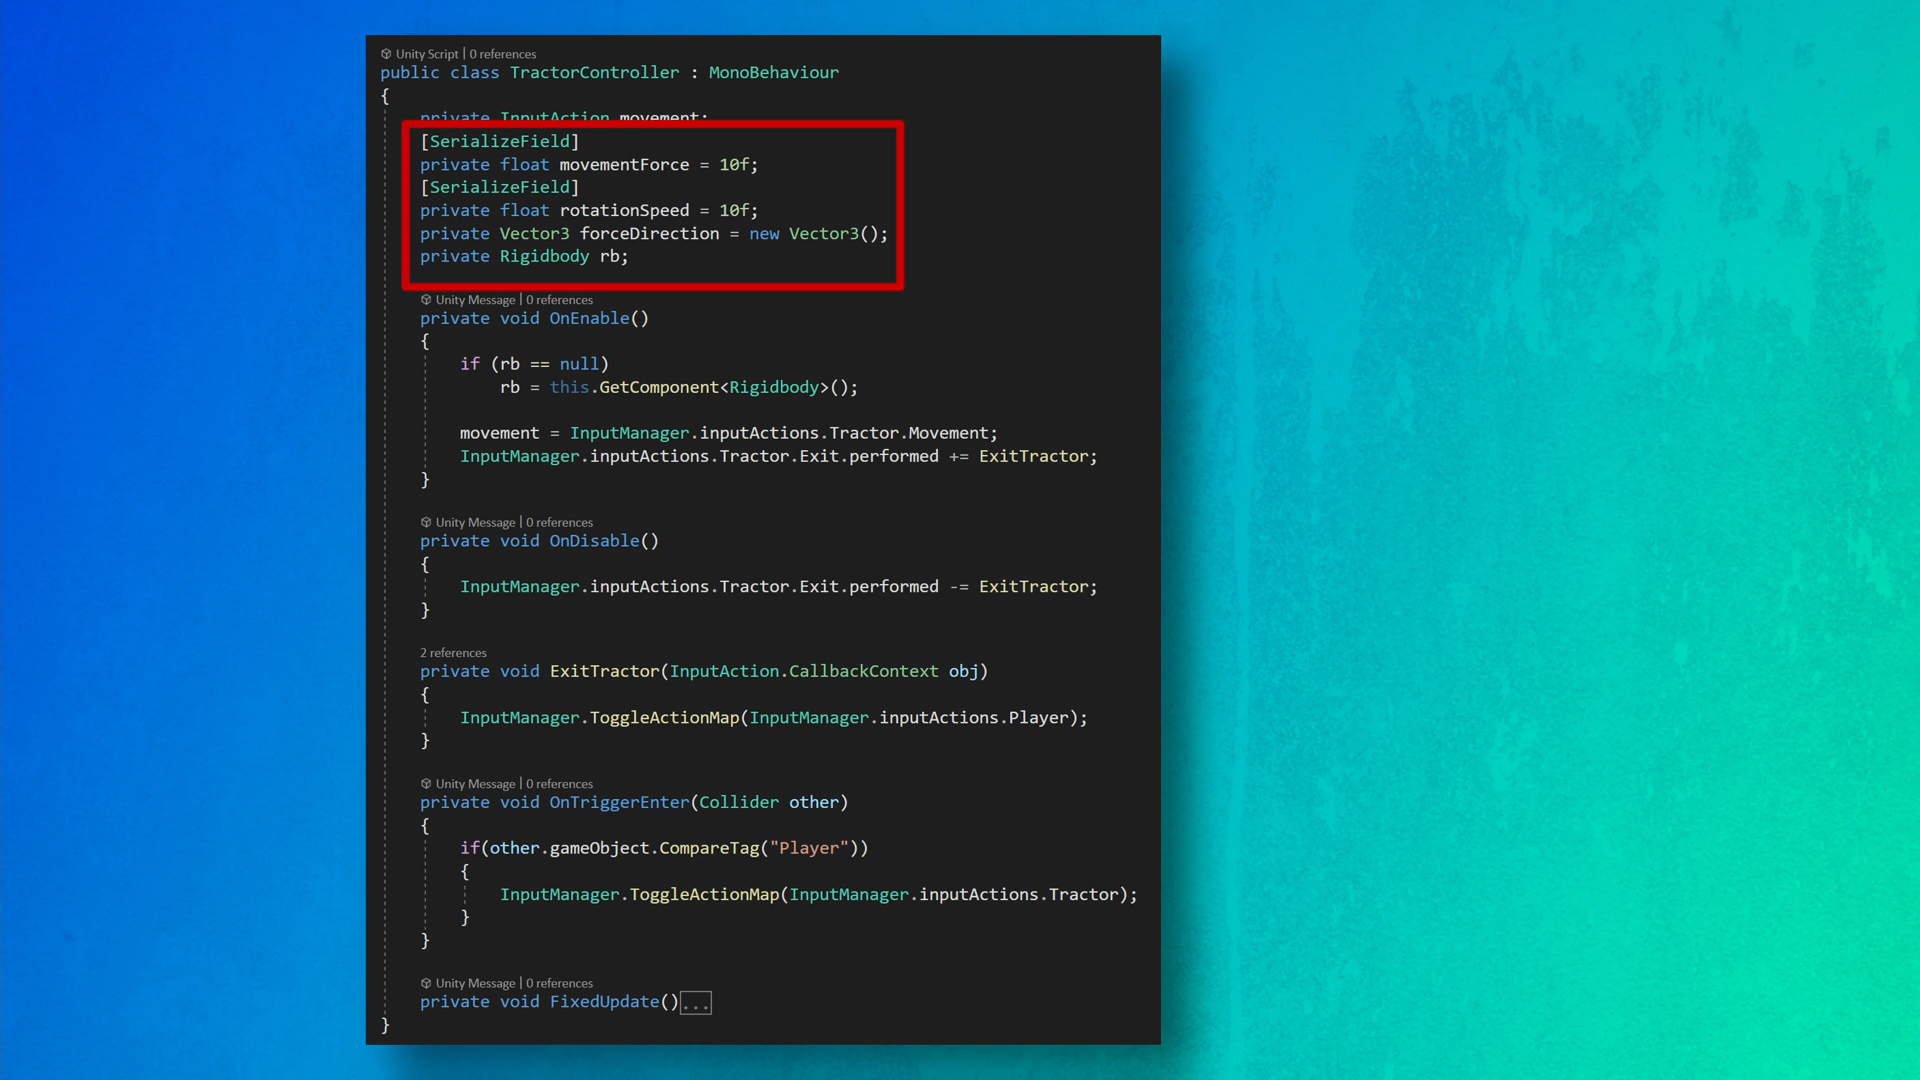 Unity Script | 0 references
public class TractorController : MonoBehaviour
{
private InputAction movement;
[SerializeField]
private float movementForce = 10f;
[SerializeField]
private float rotationSpeed = 10f;
private Vector3 forceDirection = new Vector3();
private Rigidbody rb;
Unity Message | 0 references
private void OnEnable()
{
if (rb == null)
rb = this.GetComponent<Rigidbody>();
movement = InputManager.inputActions.Tractor.Movement;
InputManager.inputActions.Tractor.Exit.performed += ExitTractor;
}
Unity Message | 0 references
private void OnDisable()
{
InputManager.inputActions.Tractor.Exit.performed -= ExitTractor;
}
2 references
private void ExitTractor(InputAction.CallbackContext obj)
{
InputManager.ToggleActionMap(InputManager.inputActions.Player);
}
Unity Message | 0 references
private void OnTriggerEnter(Collider other)
{
if(other.gameObject.CompareTag("Player"))
{
InputManager.ToggleActionMap(InputManager.inputActions.Tractor);
}
}
Unity Message | 0 references
private void FixedUpdate()...
}